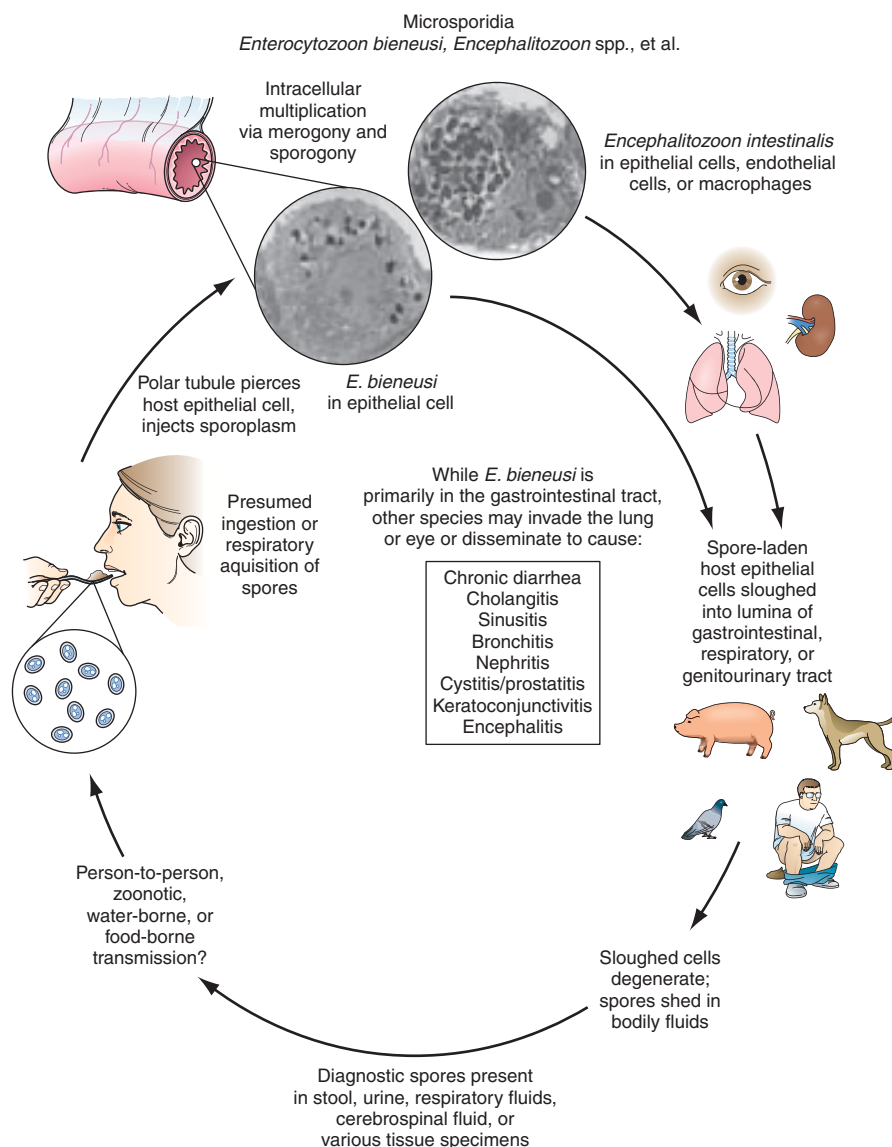 Microsporidia
Enterocytozoon bieneusi, Encephalitozoon spp., et al.
Intracellular
multiplication
via merogony and
sporogony
Encephalitozoon intestinalis
in epithelial cells, endothelial
cells, or macrophages
Polar tubule pierces
host epithelial cell,
injects sporoplasm
E. bieneusi
in epithelial cell
Presumed
ingestion or
respiratory
aquisition of
spores
While E. bieneusi is
primarily in the gastrointestinal tract,
other species may invade the lung
or eye or disseminate to cause:
Chronic diarrhea
Cholangitis
Sinusitis
Bronchitis
Nephritis
Cystitis/prostatitis
Keratoconjunctivitis
Encephalitis
Spore-laden
host epithelial
cells sloughed
into lumina of
gastrointestinal,
respiratory, or
genitourinary tract
Person-to-person,
zoonotic,
water-borne, or
food-borne
transmission?
Sloughed cells
degenerate;
spores shed in
bodily fluids
Diagnostic spores present
in stool, urine, respiratory fluids,
cerebrospinal fluid, or
various tissue specimens